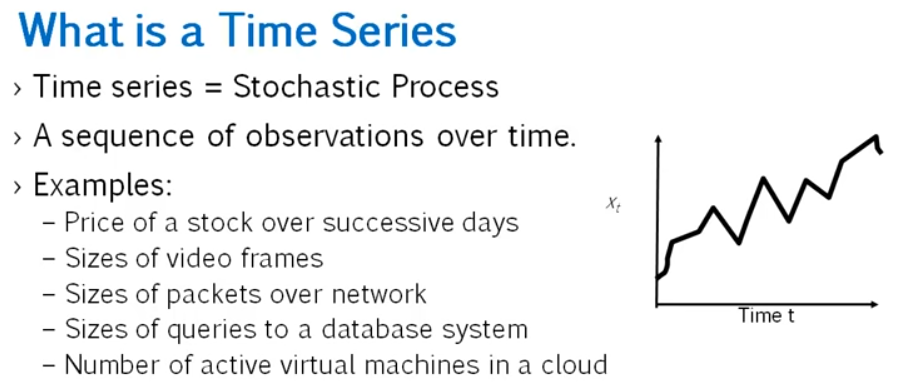 What is a Time Series
› Time series = Stochastic Process
› A sequence of observations over time.
› Examples:
– Price of a stock over successive days
– Sizes of video frames
– Sizes of packets over network
– Sizes of queries to a database system
– Number of active virtual machines in a cloud
xₜ
Time t